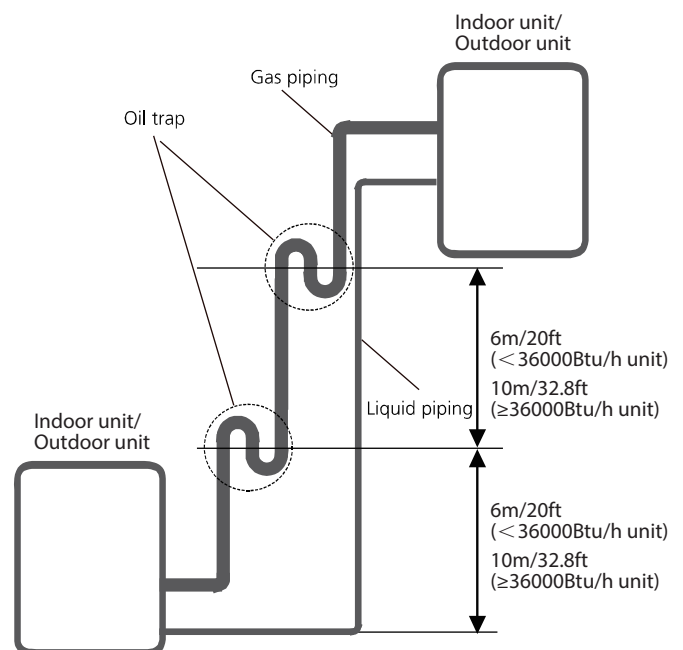 Indoor unit/
Outdoor unit
Gas piping
Oil trap
6m/20ft
(＜36000Btu/h unit)
10m/32.8ft
(≥36000Btu/h unit)
Liquid piping
Indoor unit/
Outdoor unit
6m/20ft
(＜36000Btu/h unit)
10m/32.8ft
(≥36000Btu/h unit)